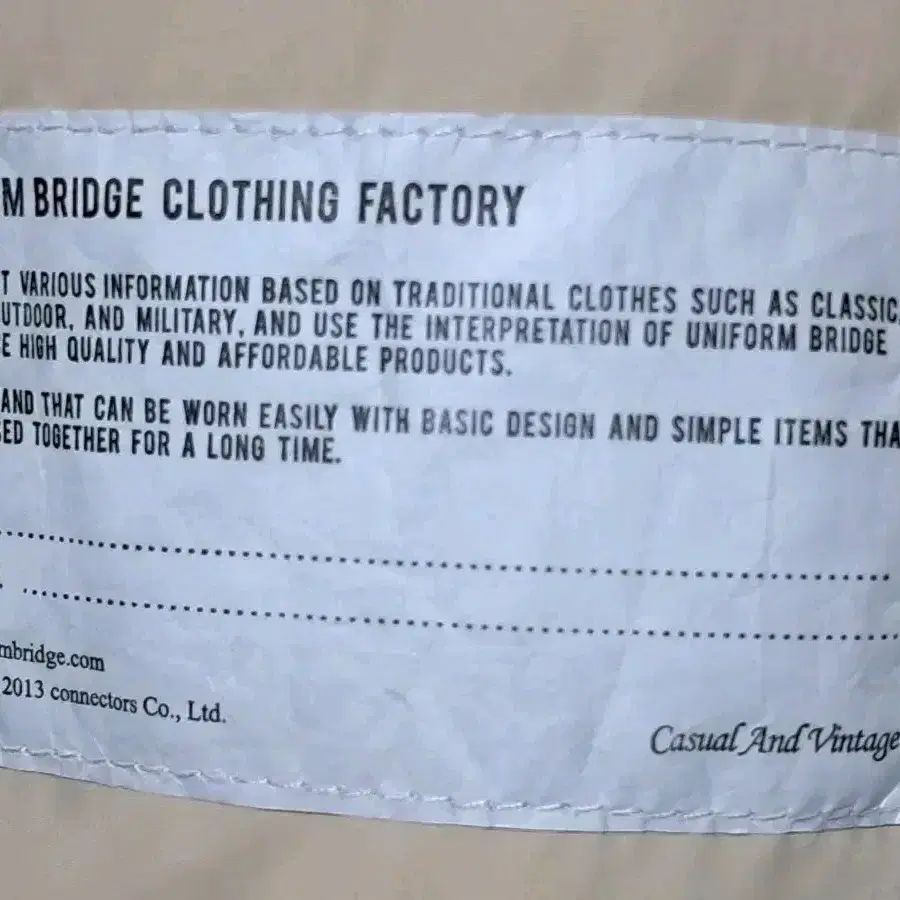 M BRIDGE CLOTHING FACTORY
T VARIOUS INFORMATION BASED ON TRADITIONAL CLOTHES SUCH AS CLASSIC,
UTDOOR, AND MILITARY, AND USE THE INTERPRETATION OF UNIFORM BRIDGE
E HIGH QUALITY AND AFFORDABLE PRODUCTS.
AND THAT CAN BE WORN EASILY WITH BASIC DESIGN AND SIMPLE ITEMS THA
SED TOGETHER FOR A LONG TIME.
mbridge.com
2013 connectors Co., Ltd.
Casual And Vintage